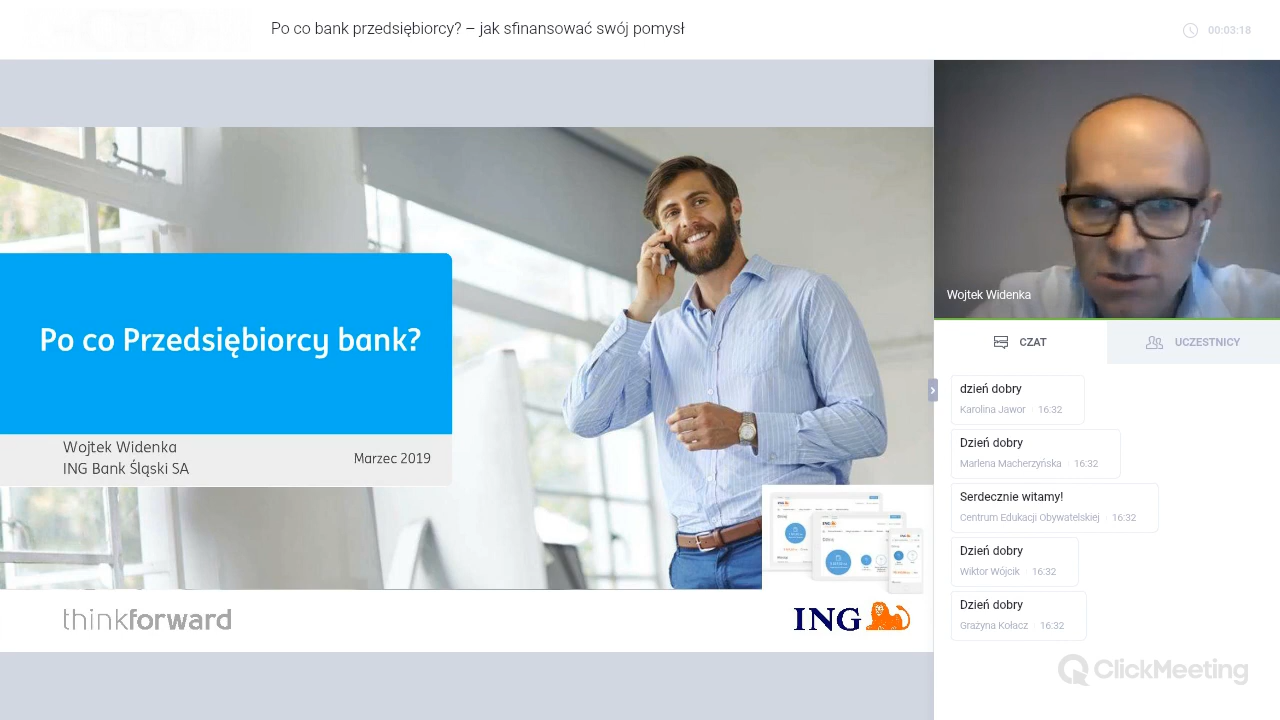 Po co bank przedsiębiorcy? – jak sfinansować swój pomysł
00:03:18
Po co Przedsiębiorcy bank?
Wojtek Widenka
ING Bank Śląski SA
Marzec 2019
thinkforward
ING
Wojtek Widenka
CZAT
UCZESTNICY
dzień dobry
Karolina Jawor 16:32
Dzień dobry
Marlena Macherzyńska 16:32
Serdecznie witamy!
Centrum Edukacji Obywatelskiej 16:32
Dzień dobry
Wiktor Wójcik 16:32
Dzień dobry
Grażyna Kołacz 16:32
ClickMeeting